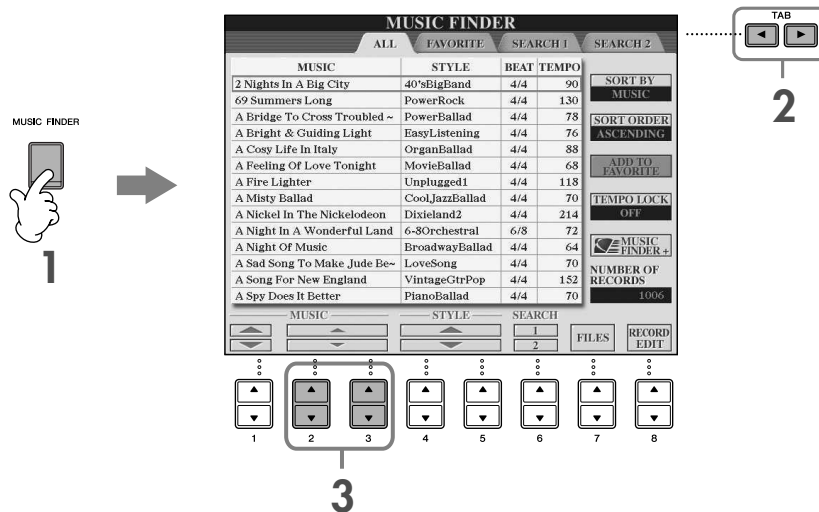 MUSIC FINDER
ALL FAVORITE SEARCH 1 SEARCH 2
TAB
2
MUSIC STYLE BEAT TEMPO
2 Nights In A Big City 40'sBigBand 4/4 90
69 Summers Long PowerRock 4/4 130
A Bridge To Cross Troubled ~ PowerBallad 4/4 78
A Bright & Guiding Light EasyListening 4/4 76
A Cosy Life In Italy OrganBallad 4/4 88
A Feeling Of Love Tonight MovieBallad 4/4 68
A Fire Lighter Unplugged1 4/4 118
A Misty Ballad CoolJazzBallad 4/4 70
A Nickel In The Nickelodeon Dixieland2 4/4 214
A Night In A Wonderful Land 6-8Orchestral 6/8 72
A Night Of Music BroadwayBallad 4/4 64
A Sad Song To Make Jude Be~ LoveSong 4/4 70
A Song For New England VintageGtrPop 4/4 152
A Spy Does It Better PianoBallad 4/4 70
SORT BY
MUSIC
SORT ORDER
ASCENDING
ADD TO
FAVORITE
TEMPO LOCK
OFF
MUSIC
FINDER +
NUMBER OF
RECORDS
1006
MUSIC STYLE SEARCH
1
2
FILES
RECORD
EDIT
MUSIC FINDER
1
1 2 3 4 5 6 7 8
3